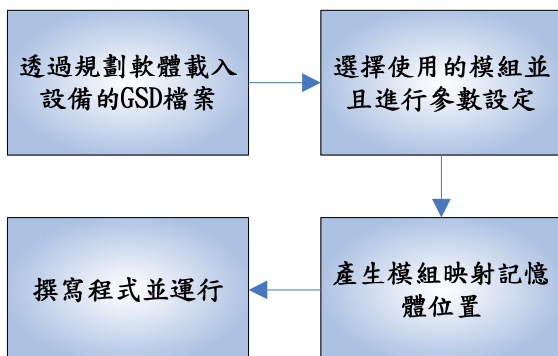 透過規劃軟體載入
設備的GSD檔案
選擇使用的模組並
且進行參數設定
產生模組映射記憶
體位置
撰寫程式並運行